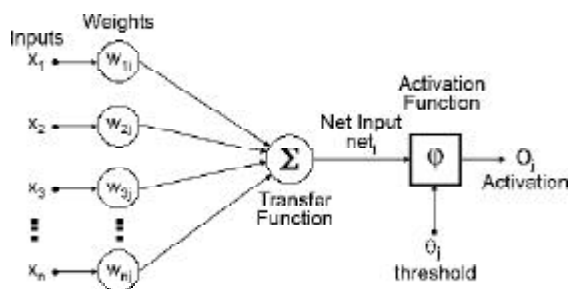 Weights
Inputs
x1 w1j
x2 w2j
x3 w3j
xn wnj
Σ
Transfer
Function
Net Input
netj
Activation
Function
φ
Oj
Activation
θj
threshold